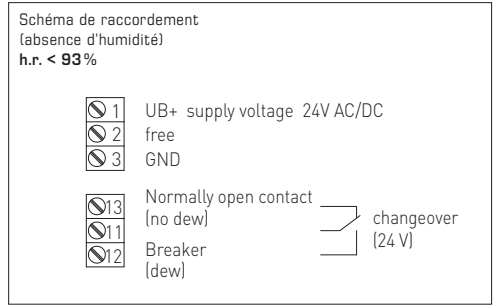 Schéma de raccordement
(absence d'humidité)
h.r. < 93%
1 UB+ supply voltage 24V AC/DC
2 free
3 GND
13 Normally open contact
(no dew)
11
12 Breaker
(dew)
changeover
(24 V)